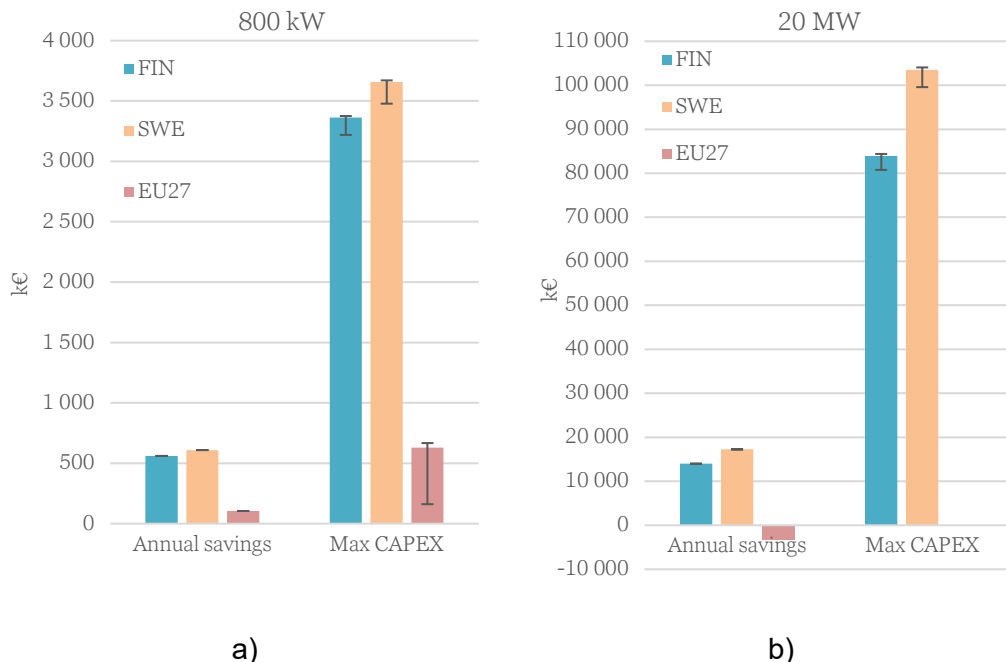 800 kW
4 000
3 500
3 000
2 500
2 000
1 500
1 000
500
0
k€
FIN
SWE
EU27
Annual savings
Max CAPEX
a)
20 MW
110 000
100 000
90 000
80 000
70 000
60 000
50 000
40 000
30 000
20 000
10 000
0
-10 000
k€
FIN
SWE
EU27
Annual savings
Max CAPEX
b)